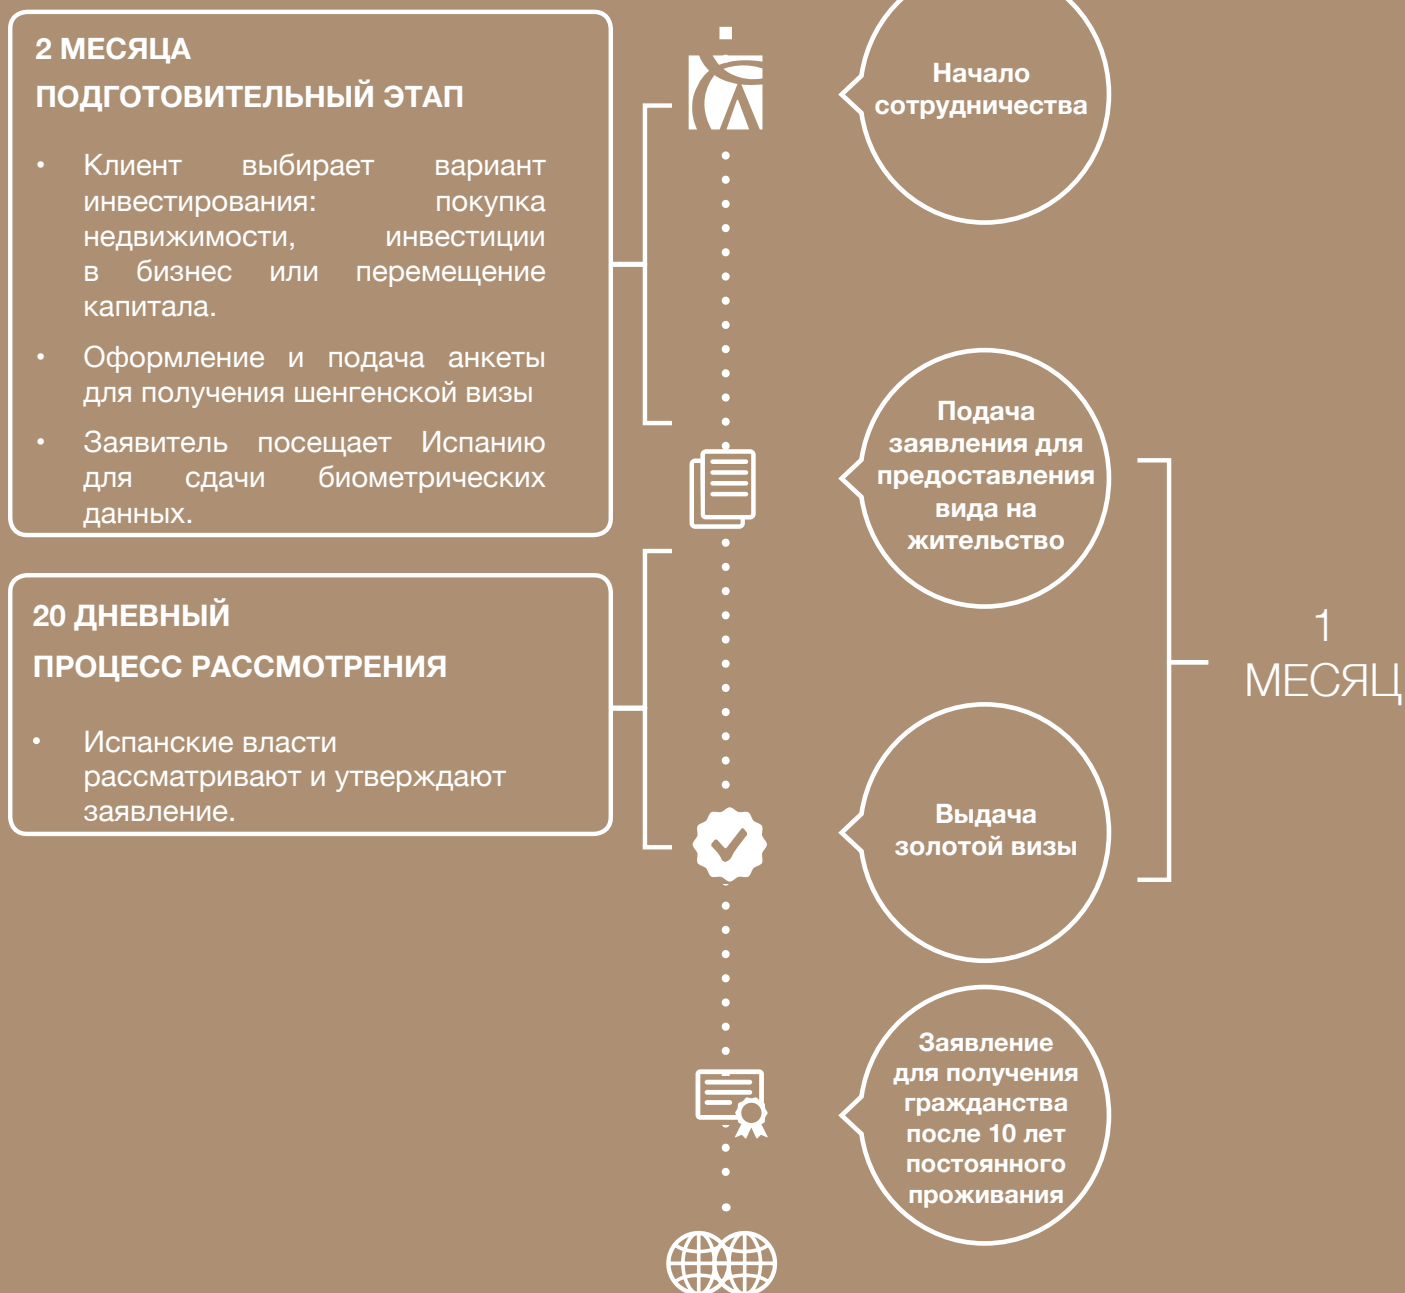 2 МЕСЯЦА
ПОДГОТОВИТЕЛЬНЫЙ ЭТАП
• Клиент выбирает вариант
инвестирования: покупка
недвижимости, инвестиции
в бизнес или перемещение
капитала.
• Оформление и подача анкеты
для получения шенгенской визы
• Заявитель посещает Испанию
для сдачи биометрических
данных.
20 ДНЕВНЫЙ
ПРОЦЕСС РАССМОТРЕНИЯ
• Испанские власти
рассматривают и утверждают
заявление.
Начало
сотрудничества
Подача
заявления для
предоставления
вида на
жительство
Выдача
золотой визы
Заявление
для получения
гражданства
после 10 лет
постоянного
проживания
1
МЕСЯЦ